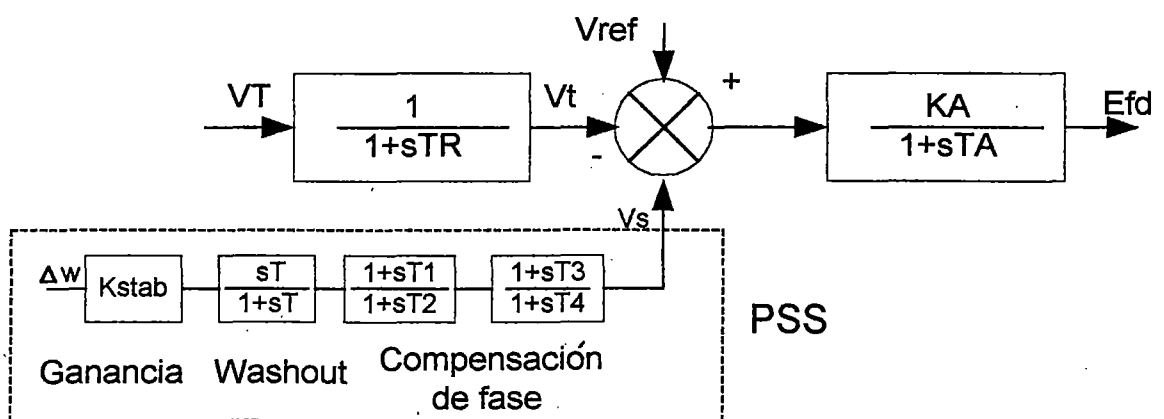 Vref
VT
1
1+sTR
Vt
-
+
KA
1+sTA
Efd
Vs
Δw
Kstab
sT
1+sT
1+sT1
1+sT2
1+sT3
1+sT4
PSS
Ganancia
Washout
Compensación
de fase